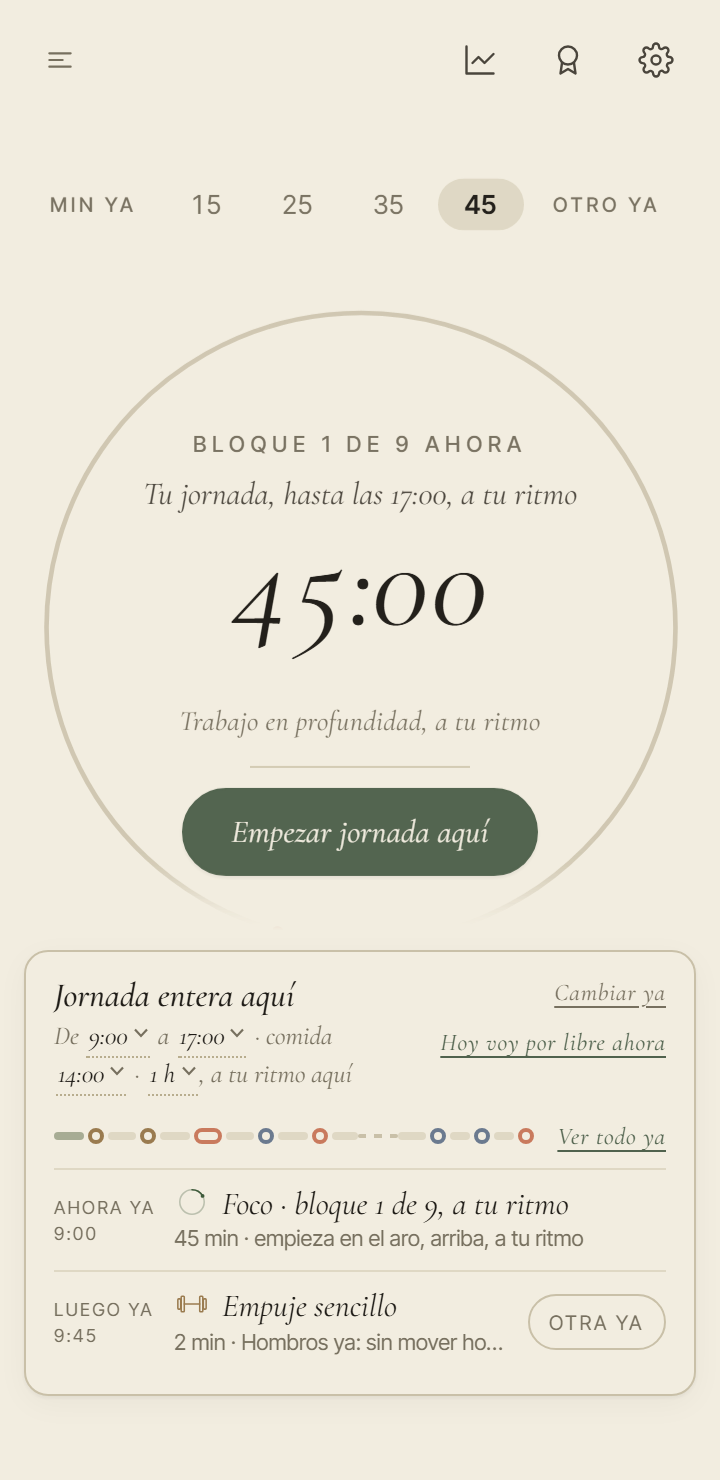 MIN YA 15 25 35 45 OTRO YA
BLOQUE 1 DE 9 AHORA
Tu jornada, hasta las 17:00, a tu ritmo
45:00
Trabajo en profundidad, a tu ritmo
Empezar jornada aquí
Jornada entera aquí
Cambiar ya
De 9:00 a 17:00 · comida
Hoy voy por libre ahora
14:00 · 1 h, a tu ritmo aquí
Ver todo ya
AHORA YA
9:00
Foco · bloque 1 de 9, a tu ritmo
45 min · empieza en el aro, arriba, a tu ritmo
LUEGO YA
9:45
Empuje sencillo
2 min · Hombros ya: sin mover ho...
OTRA YA